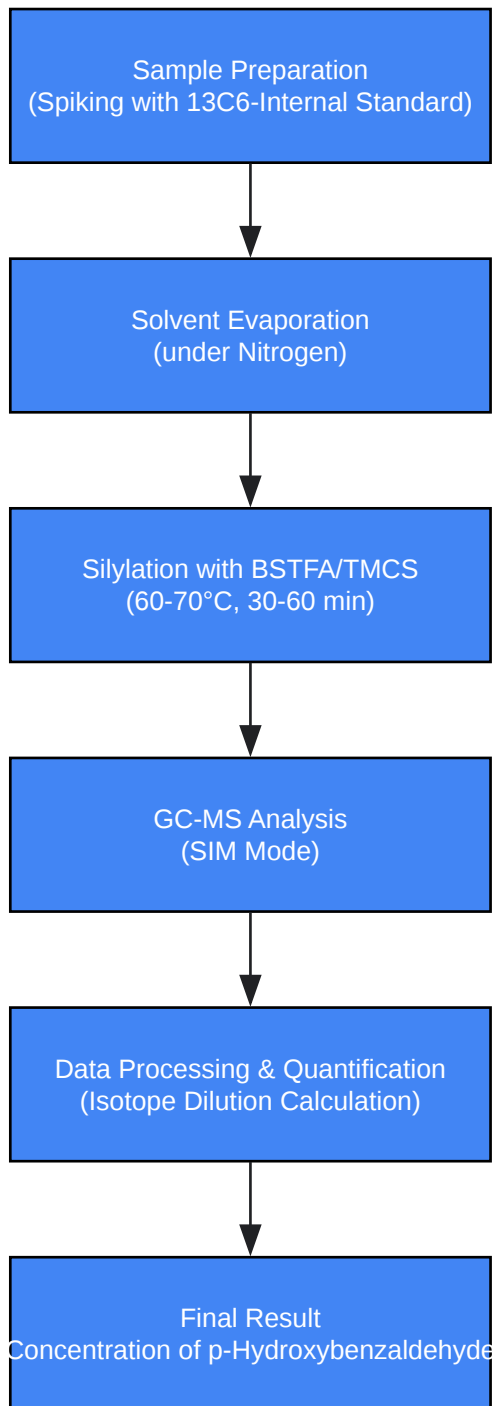 Sample Preparation
(Spiking with 13C6-Internal Standard)
Solvent Evaporation
(under Nitrogen)
Silylation with BSTFA/TMCS
(60-70°C, 30-60 min)
GC-MS Analysis
(SIM Mode)
Data Processing & Quantification
(Isotope Dilution Calculation)
Final Result
Concentration of p-Hydroxybenzaldehyde